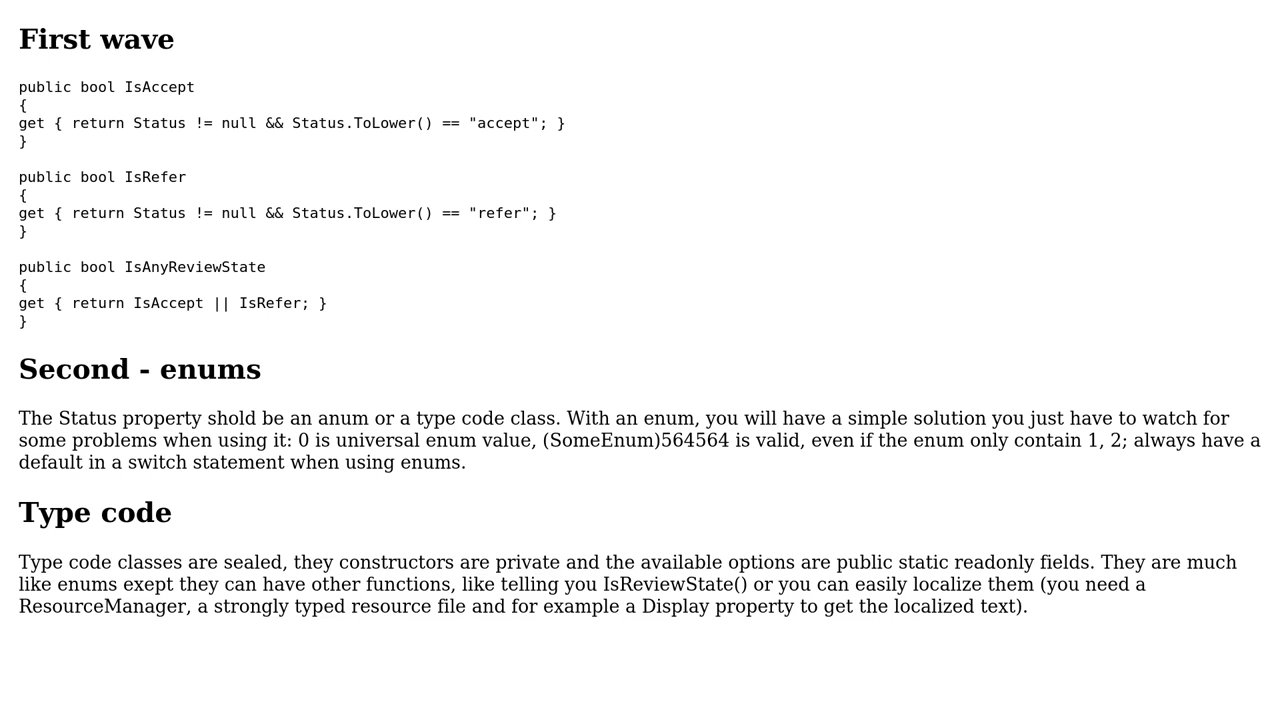 First wave
public bool IsAccept
{
get { return Status != null && Status.ToLower() == "accept"; }
}
public bool IsRefer
{
get { return Status != null && Status.ToLower() == "refer"; }
}
public bool IsAnyReviewState
{
get { return IsAccept || IsRefer; }
}
Second - enums
The Status property shold be an anum or a type code class. With an enum, you will have a simple solution you just have to watch for
some problems when using it: 0 is universal enum value, (SomeEnum)564564 is valid, even if the enum only contain 1, 2; always have a
default in a switch statement when using enums.
Type code
Type code classes are sealed, they constructors are private and the available options are public static readonly fields. They are much
like enums exept they can have other functions, like telling you IsReviewState() or you can easily localize them (you need a
ResourceManager, a strongly typed resource file and for example a Display property to get the localized text).